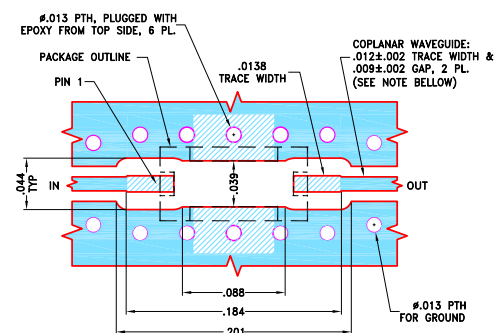 Ø.013 PTH, PLUGGED WITH
EPOXY FROM TOP SIDE, 6 PL.
PACKAGE OUTLINE
PIN 1
.0138
TRACE WIDTH
COPLANAR WAVEGUIDE:
.012±.002 TRACE WIDTH &
.009±.002 GAP, 2 PL.
(SEE NOTE BELLOW)
.044
TYP
IN
.039
OUT
.088
.184
.201
Ø.013 PTH
FOR GROUND